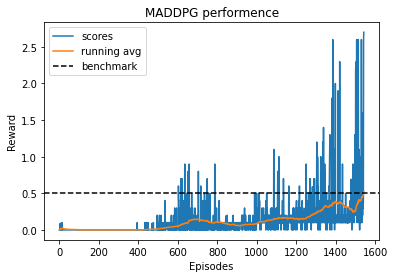 MADDPG performence
scores
running avg
benchmark
Reward
2.5
2.0
1.5
1.0
0.5
0.0
0 200 400 600 800 1000 1200 1400 1600
Episodes